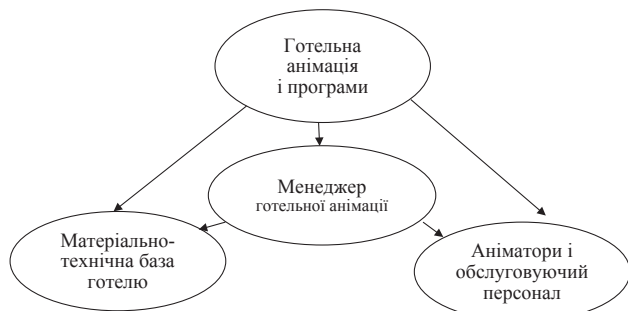 Готельна
анімація
і програми
Менеджер
готельної анімації
Матеріально-
технічна база
готелю
Аніматори і
обслуговуючий
персонал